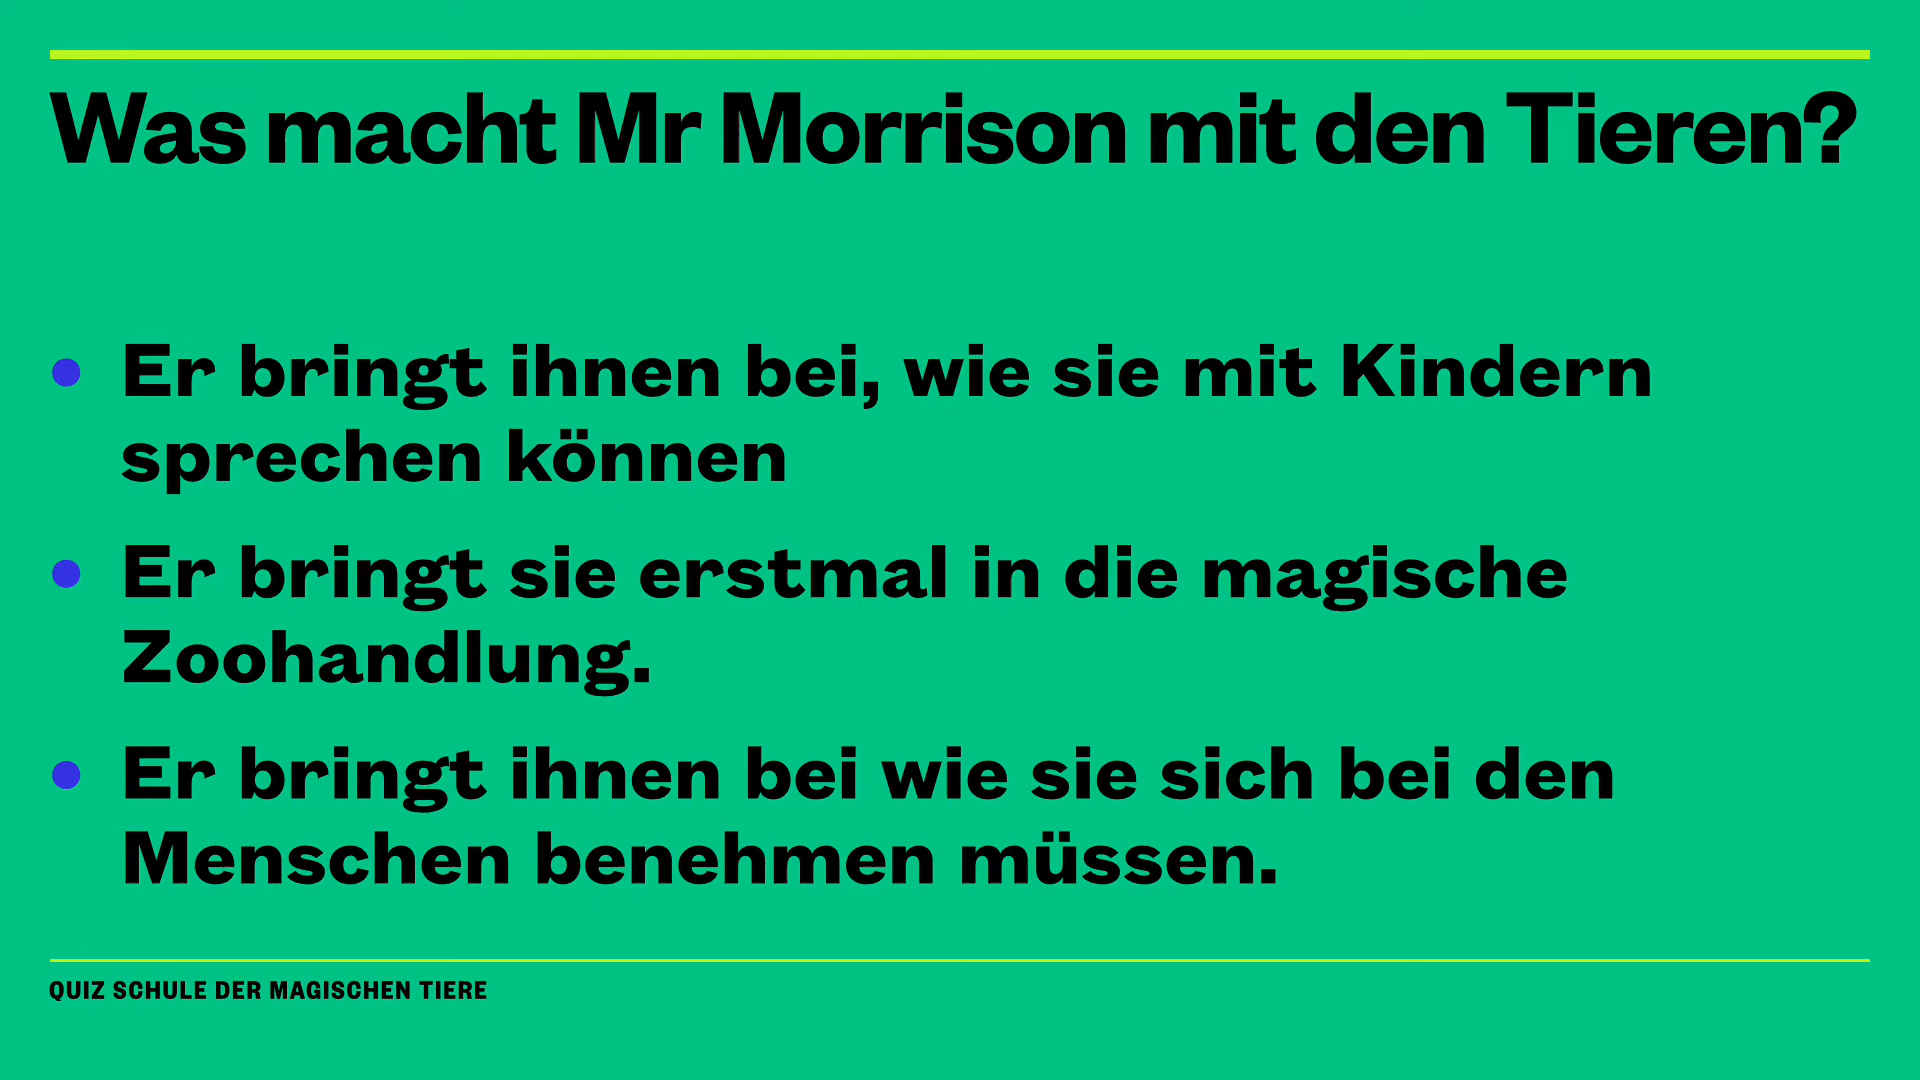 Was macht Mr Morrison mit den Tieren?
• Er bringt ihnen bei, wie sie mit Kindern
sprechen können
• Er bringt sie erstmal in die magische
Zoohandlung.
• Er bringt ihnen bei wie sie sich bei den
Menschen benehmen müssen.
QUIZ SCHULE DER MAGISCHEN TIERE